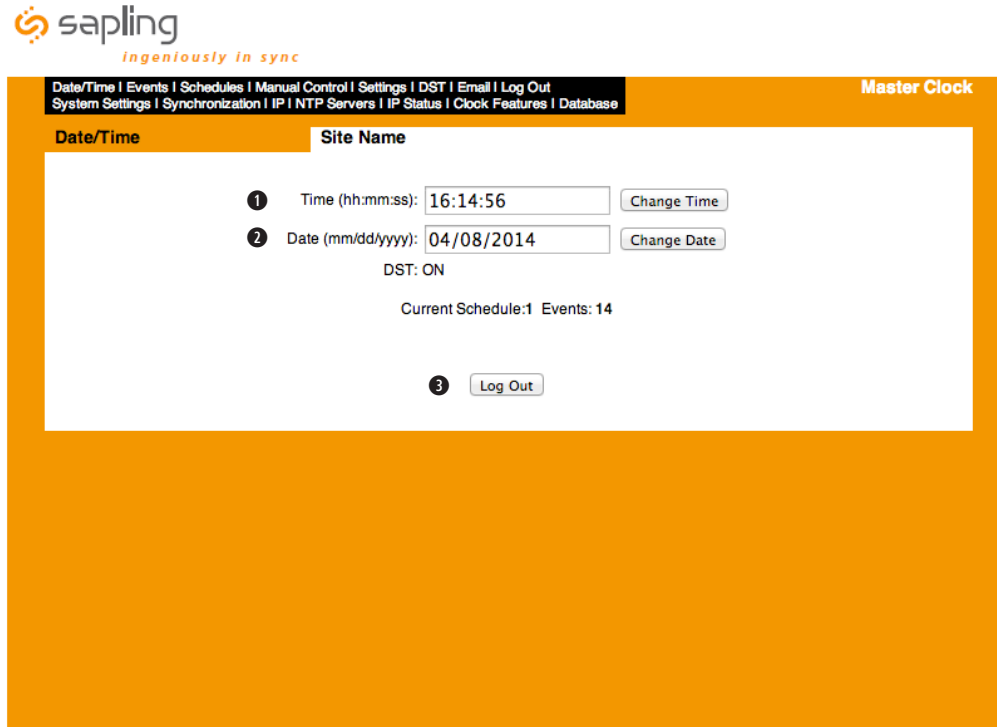 sapling
ingeniously in sync
Date/Time I Events I Schedules I Manual Control I Settings I DST I Email I Log Out
System Settings I Synchronization I IP I NTP Servers I IP Status I Clock Features I Database
Master Clock
Date/Time
Site Name
❶ Time (hh:mm:ss): 16:14:56 Change Time
❷ Date (mm/dd/yyyy): 04/08/2014 Change Date
DST: ON
Current Schedule:1 Events: 14
❸ Log Out